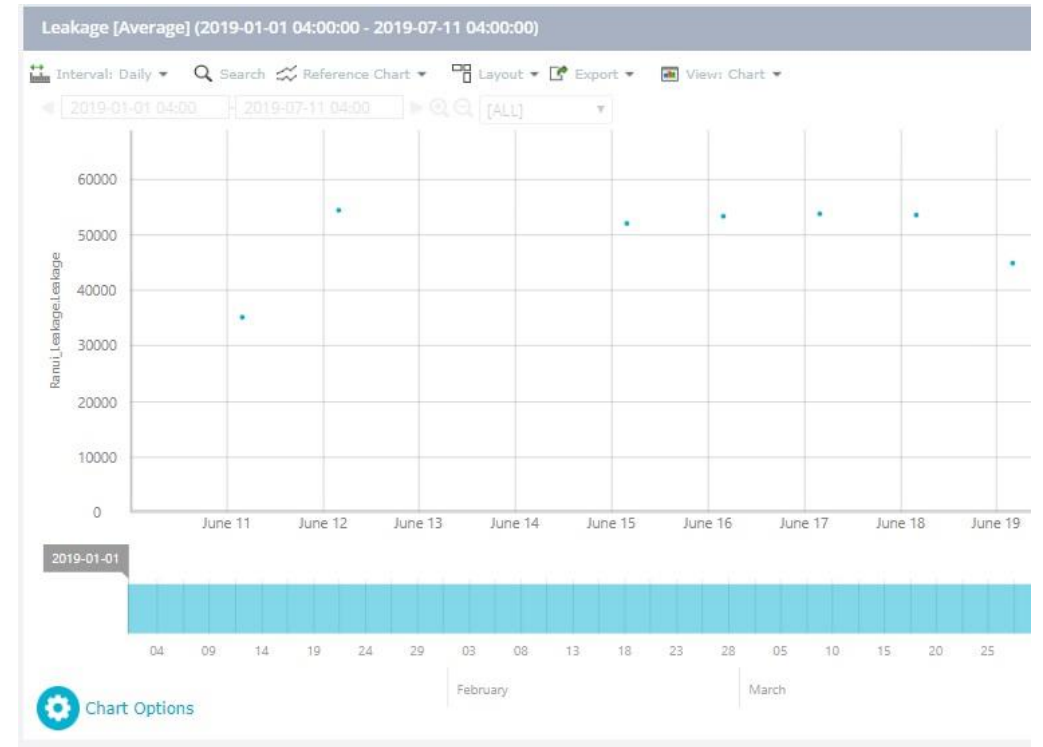 Leakage [Average] (2019-01-01 04:00:00 - 2019-07-11 04:00:00)
Interval: Daily Search Reference Chart Layout Export View: Chart
2019-01-01 04:00 - 2019-07-11 04:00 [ALL]
Ranui_Leakage.Leakage
60000
50000
40000
30000
20000
10000
0
June 11 June 12 June 13 June 14 June 15 June 16 June 17 June 18 June 19
2019-01-01
04 09 14 19 24 29 03 08 13 18 23 28 05 10 15 20 25
February March
Chart Options